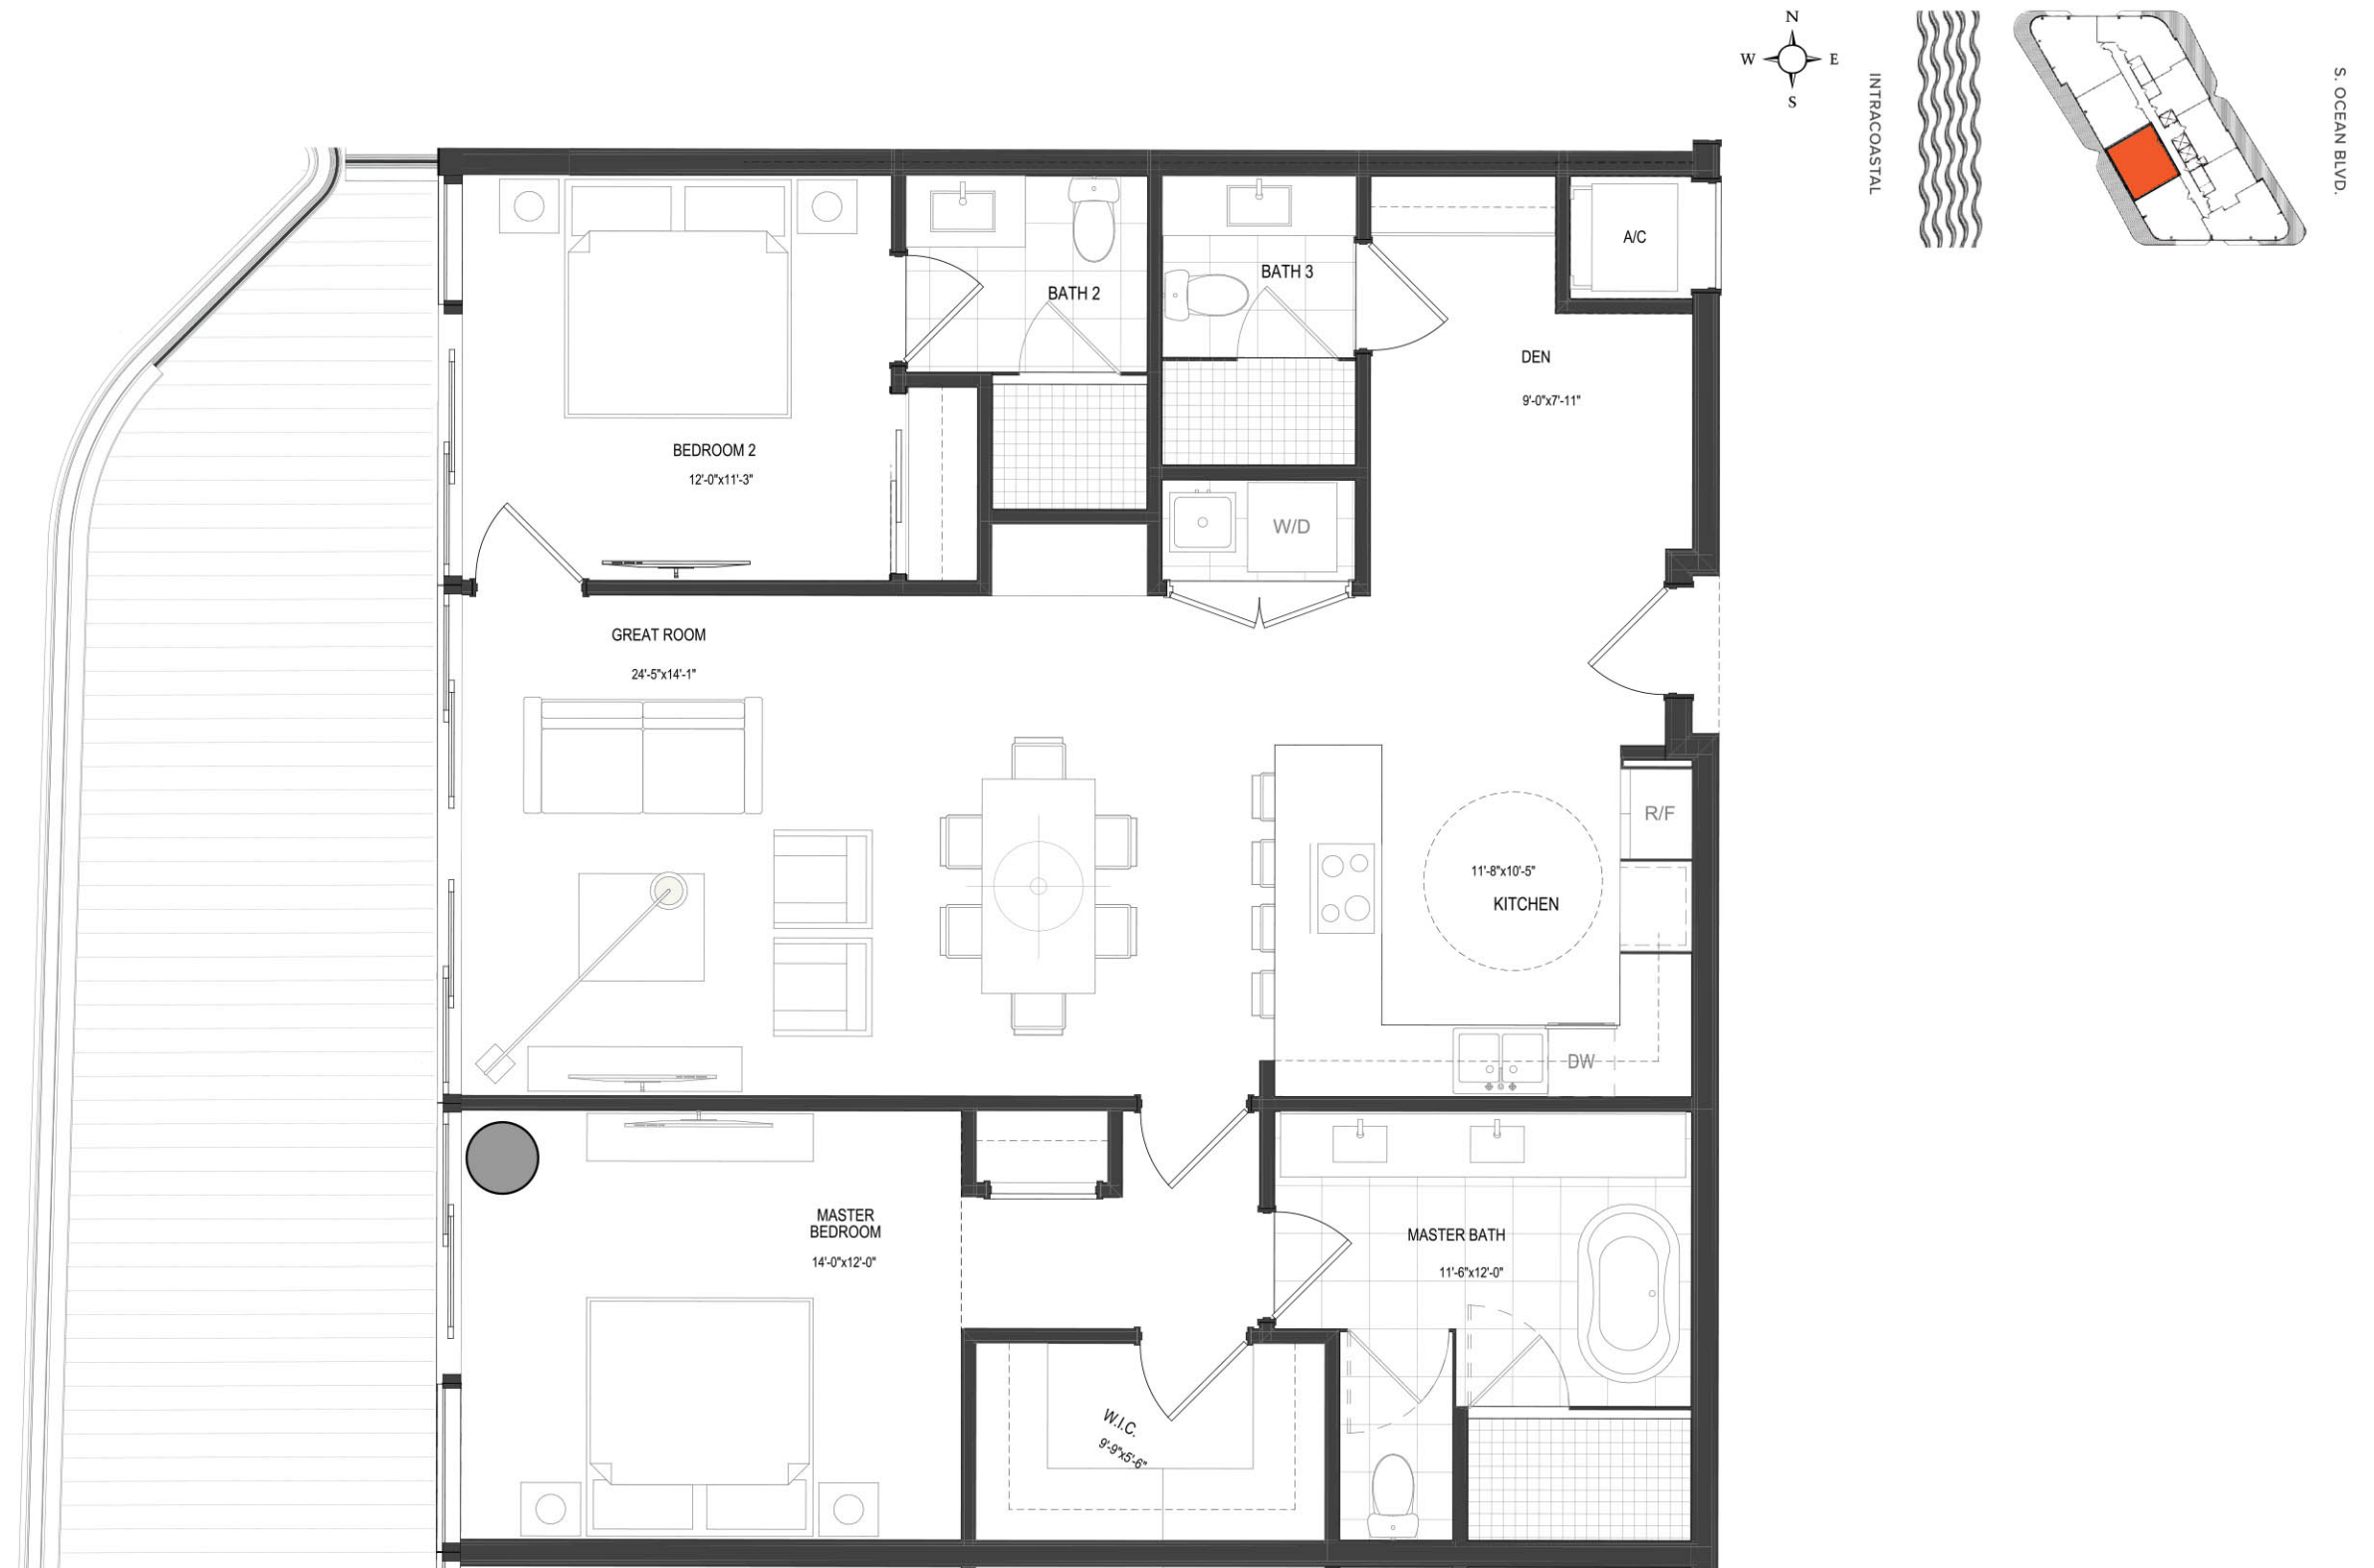 N
W
E
S
INTRACOASTAL
S. OCEAN BLVD.
A/C
BATH 3
BATH 2
DEN
9'-0"x7'-11"
BEDROOM 2
12'-0"x11'-3"
W/D
GREAT ROOM
24'-5"x14'-1"
R/F
11'-8"x10'-5"
KITCHEN
DW
MASTER
BEDROOM
14'-0"x12'-0"
MASTER BATH
11'-6"x12'-0"
W.I.C.
9'-9"x5'-6"